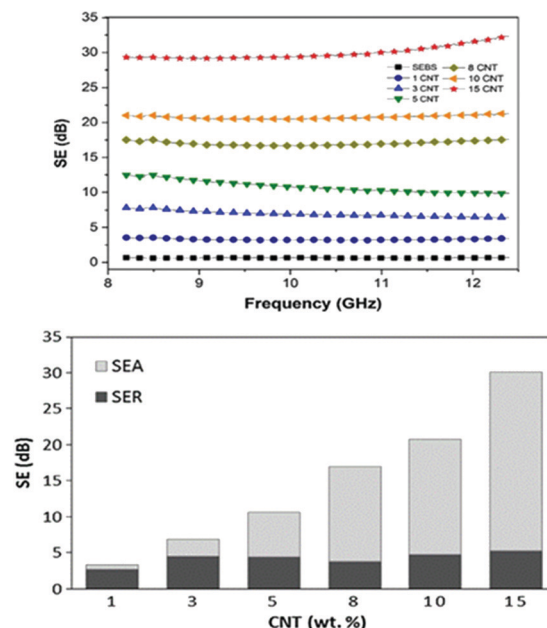 35
30
25
20
15
10
5
0
SE (dB)
SEBS
1 CNT
3 CNT
5 CNT
8 CNT
10 CNT
15 CNT
8 9 10 11 12
Frequency (GHz)
35
30
25
20
15
10
5
0
SE (dB)
SEA
SER
1 3 5 8 10 15
CNT (wt. %)